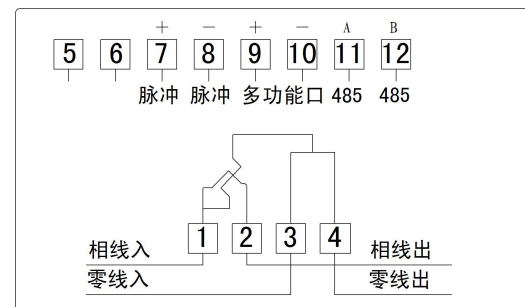 + − + − A B
5 6 7 8 9 10 11 12
脉冲 脉冲 多功能口 485 485
1 2 3 4
相线入 相线出
零线入 零线出